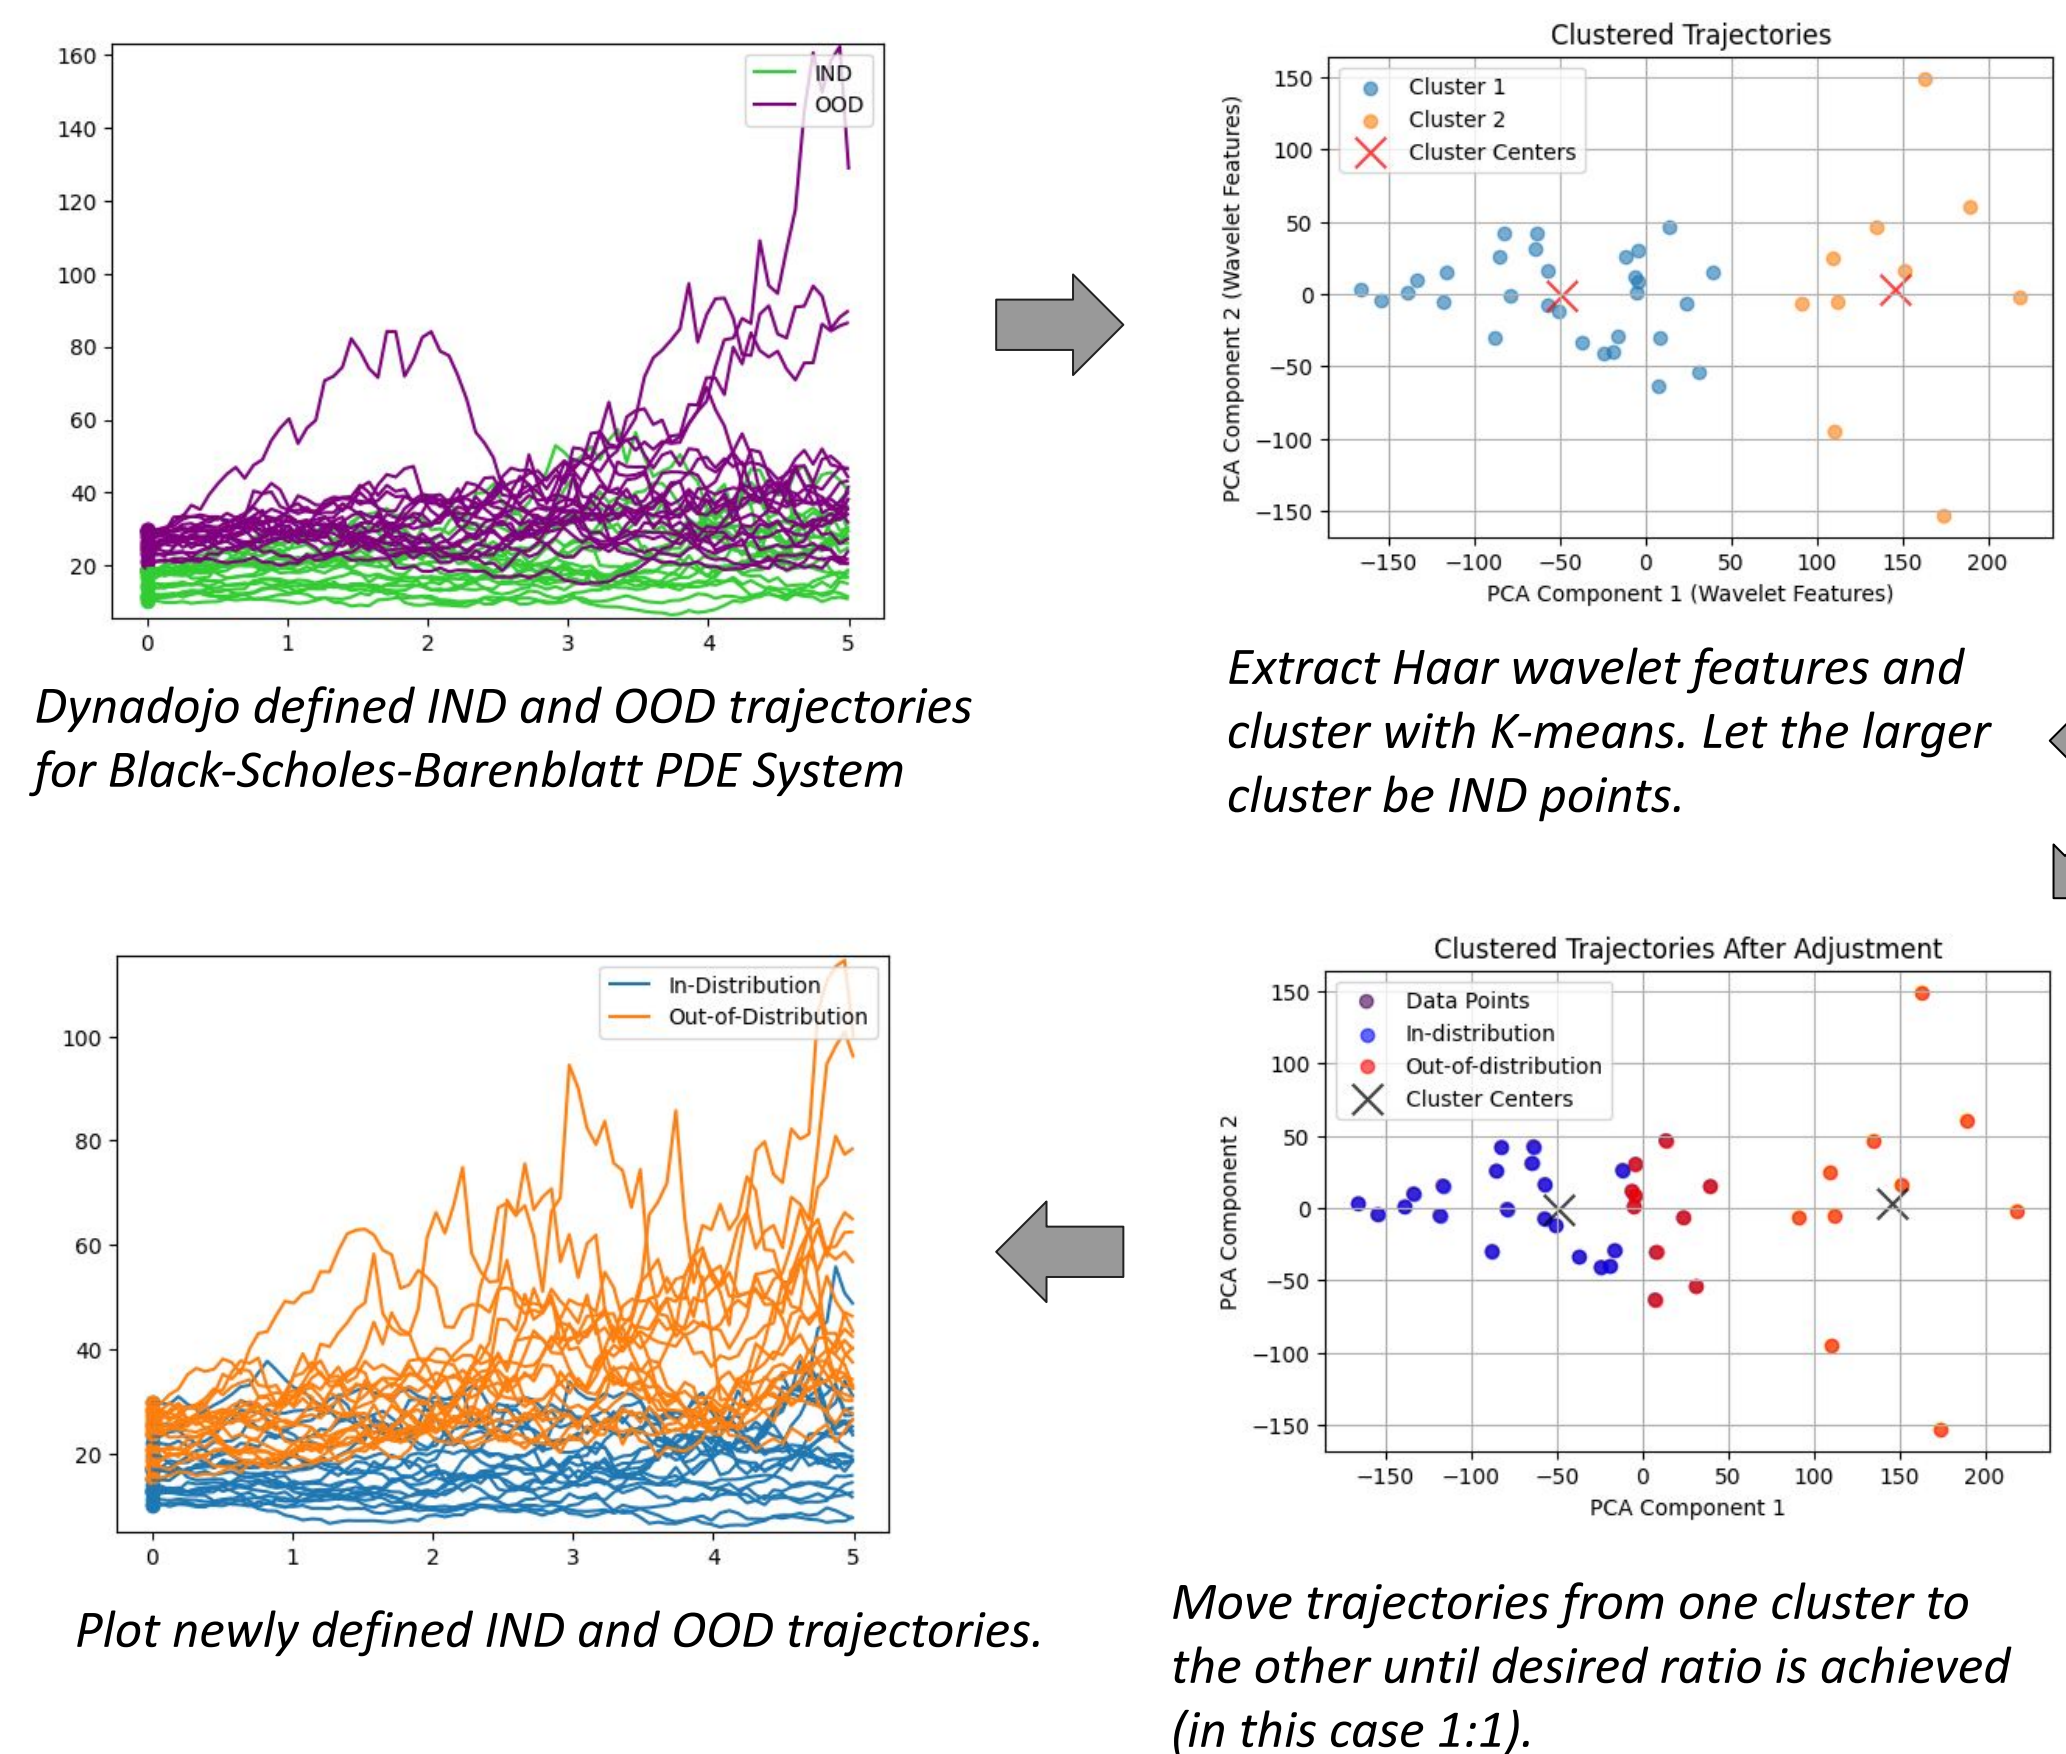 160
140
120
100
80
60
40
20
0 1 2 3 4 5
IND
OOD
Dynadojo defined IND and OOD trajectories
for Black-Scholes-Barenblatt PDE System
Clustered Trajectories
Cluster 1
Cluster 2
Cluster Centers
PCA Component 2 (Wavelet Features)
150
100
50
0
−50
−100
−150
−150 −100 −50 0 50 100 150 200
PCA Component 1 (Wavelet Features)
Extract Haar wavelet features and
cluster with K-means. Let the larger
cluster be IND points.
In-Distribution
Out-of-Distribution
100
80
60
40
20
0 1 2 3 4 5
Plot newly defined IND and OOD trajectories.
Clustered Trajectories After Adjustment
Data Points
In-distribution
Out-of-distribution
Cluster Centers
PCA Component 2
150
100
50
0
−50
−100
−150
−150 −100 −50 0 50 100 150 200
PCA Component 1
Move trajectories from one cluster to
the other until desired ratio is achieved
(in this case 1:1).